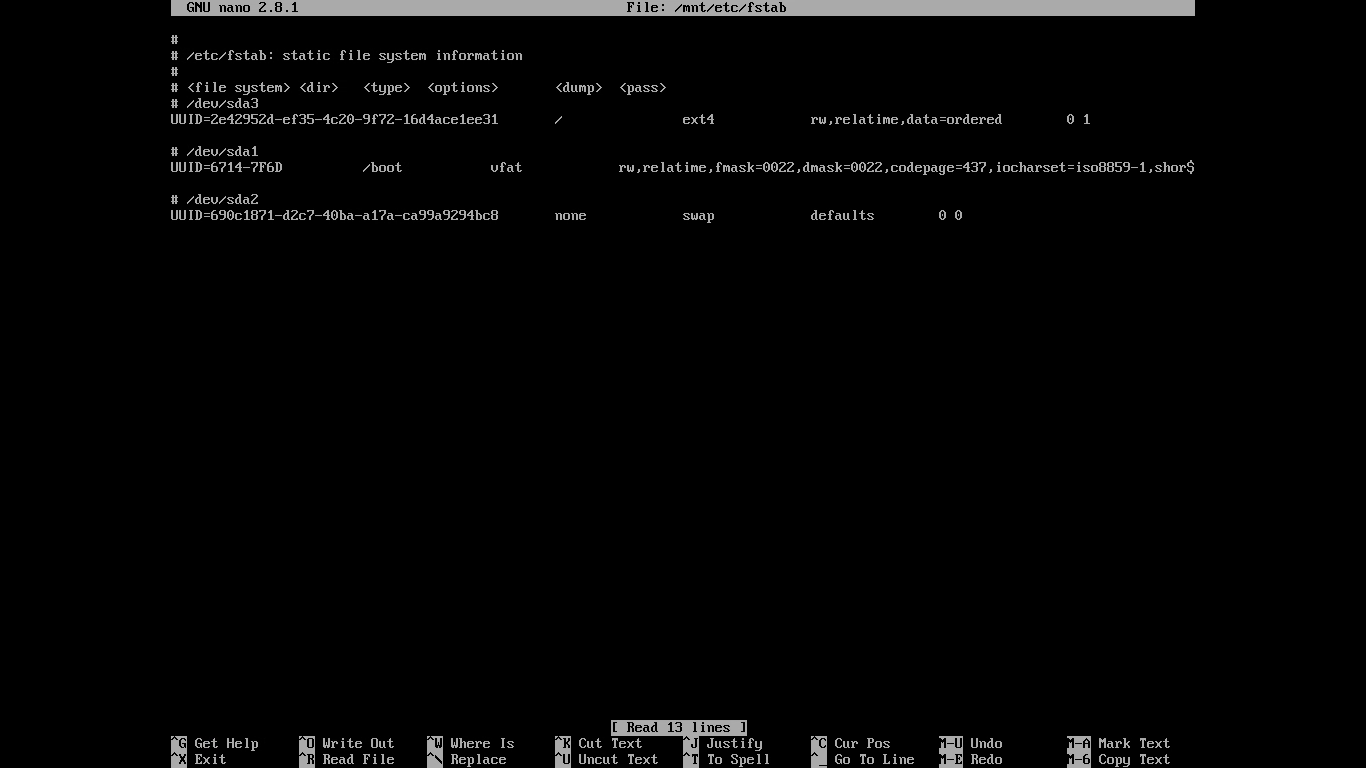 GNU nano 2.8.1 File: /mnt/etc/fstab
#
# /etc/fstab: static file system information
#
# <file system> <dir> <type> <options> <dump> <pass>
# /dev/sda3
UUID=2e42952d-ef35-4c20-9f72-16d4ace1ee31 / ext4 rw,relatime,data=ordered 0 1
# /dev/sda1
UUID=6714-7F6D /boot vfat rw,relatime,fmask=0022,dmask=0022,codepage=437,iocharset=iso8859-1,shor$
# /dev/sda2
UUID=690c1871-d2c7-40ba-a17a-ca99a9294bc8 none swap defaults 0 0
[ Read 13 lines ]
^G Get Help ^O Write Out ^W Where Is ^K Cut Text ^J Justify ^C Cur Pos M-U Undo M-A Mark Text
^X Exit ^R Read File ^\ Replace ^U Uncut Text ^T To Spell ^_ Go To Line M-E Redo M-6 Copy Text